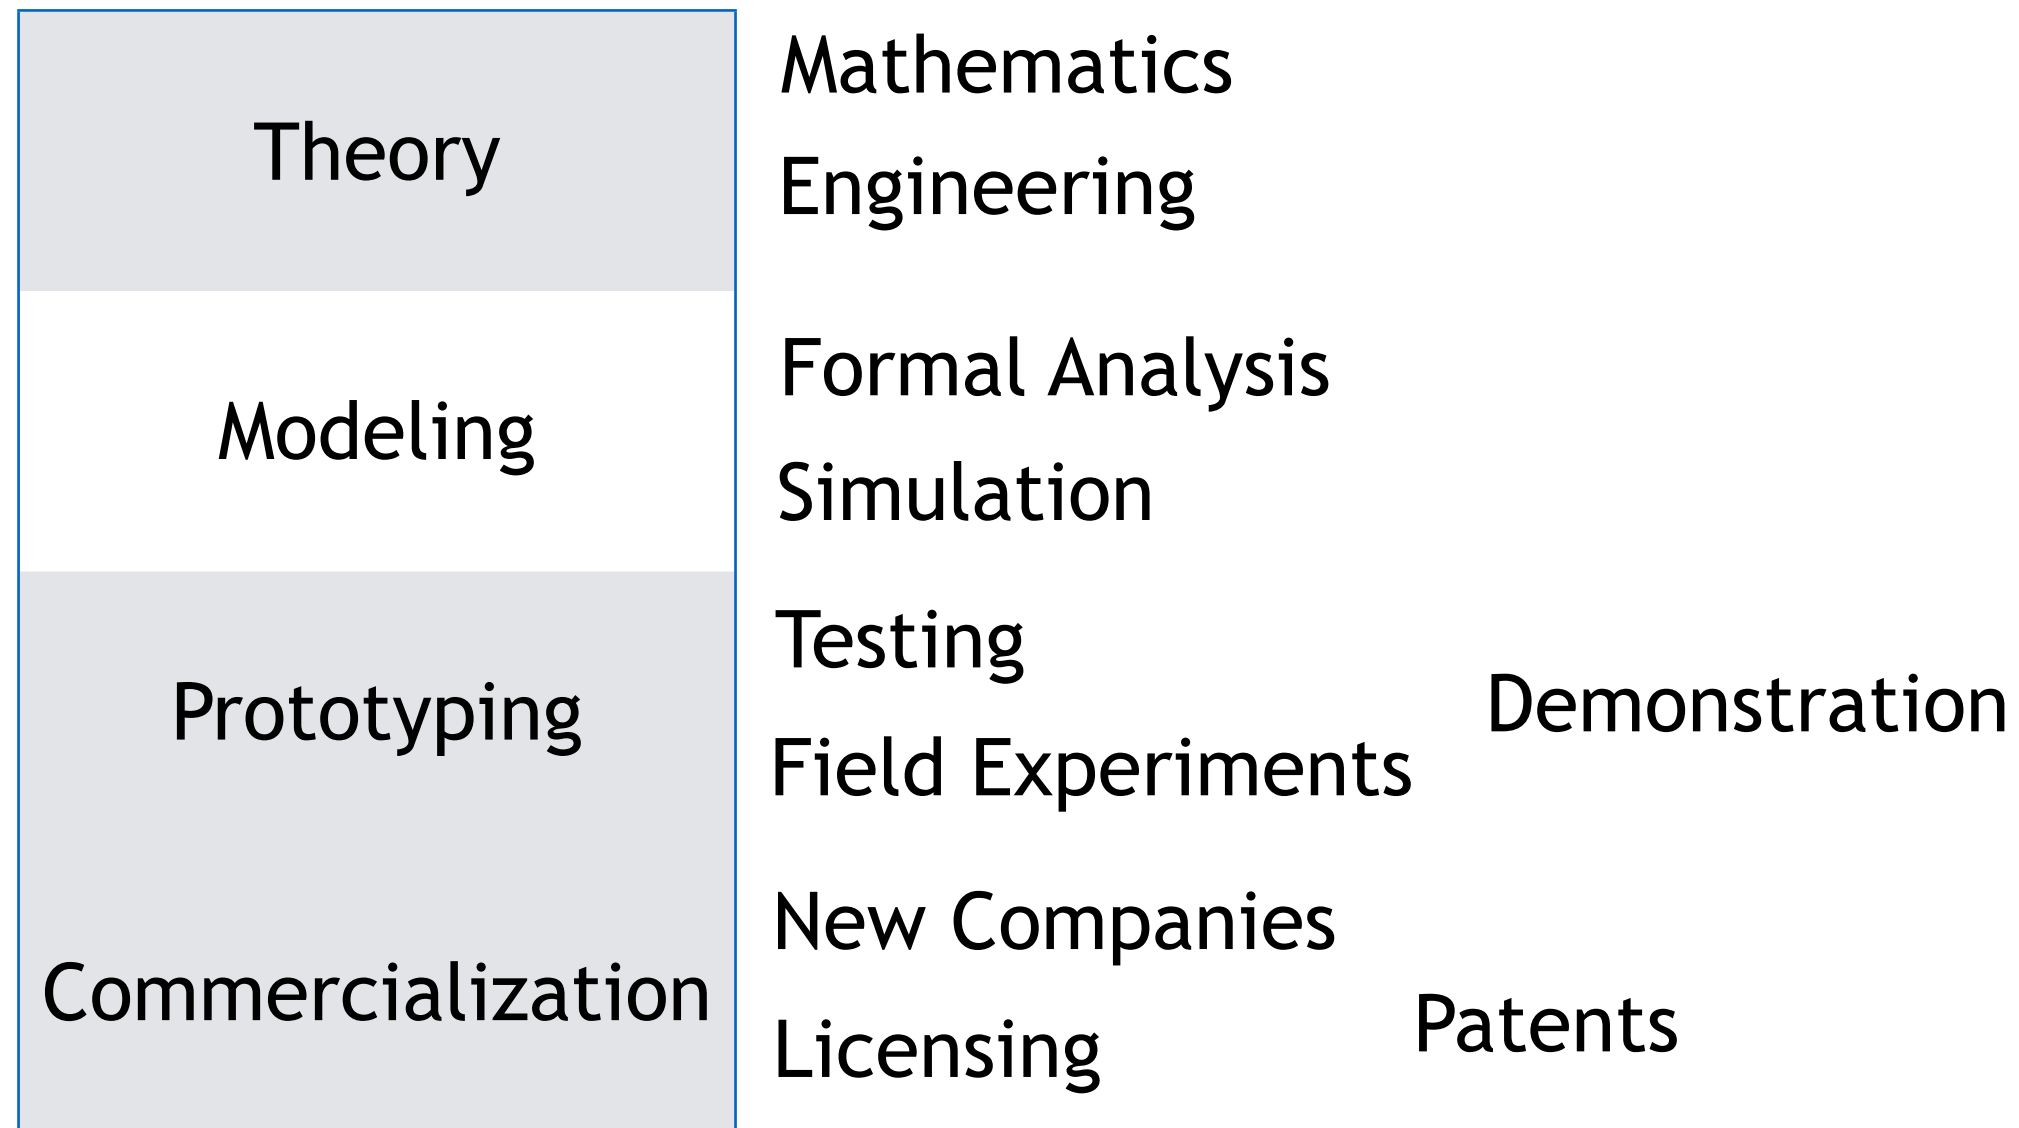 Theory
Mathematics
Engineering
Modeling
Formal Analysis
Simulation
Prototyping
Testing
Field Experiments
Demonstration
Commercialization
New Companies
Licensing
Patents